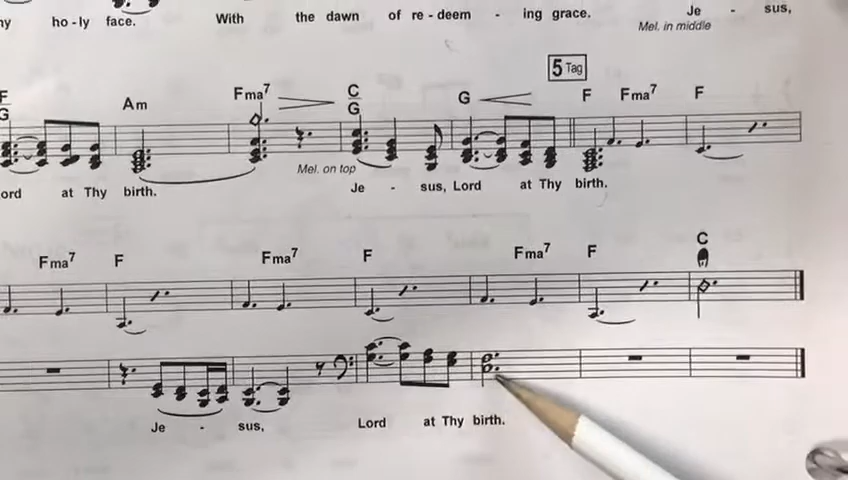 ho - ly face. With the dawn of re - deem - ing grace. Je - sus,
Mel. in middle
5 Tag
F/G Am Fma7 C/G G F Fma7 F
Mel. on top
at Thy birth. Je - sus, Lord at Thy birth.
Fma7 F Fma7 F Fma7 F C
Je - sus, Lord at Thy birth.